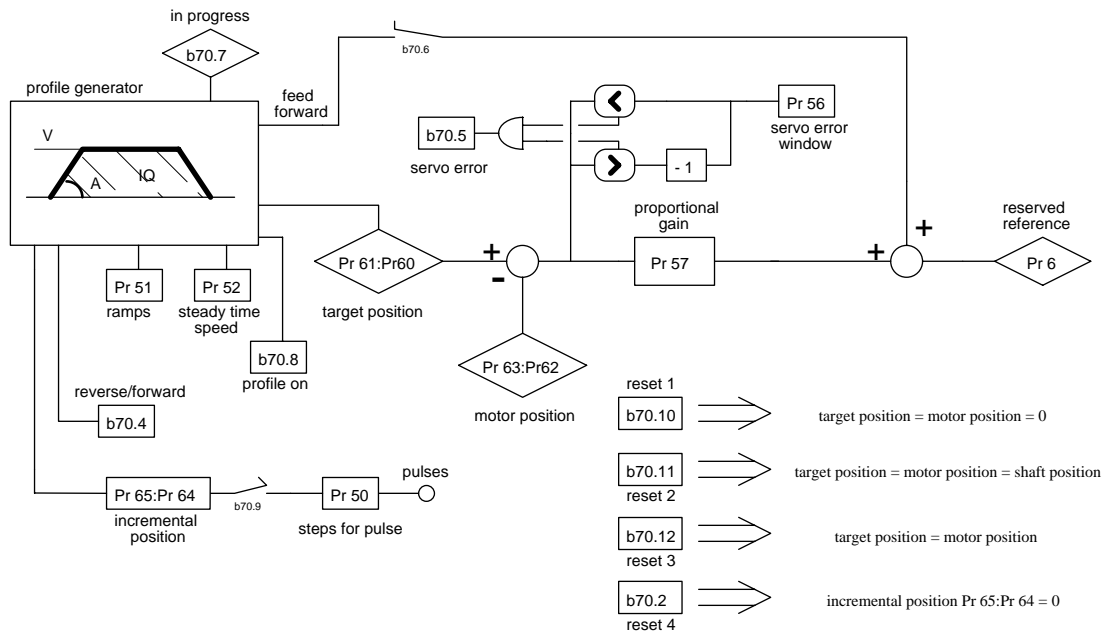 in progress
b70.7
b70.6
profile generator
feed
forward
V
A
IQ
b70.5
servo error
<
>
- 1
Pr 56
servo error
window
proportional
gain
Pr 57
+
-
+
+
reserved
reference
Pr 6
Pr 61:Pr60
target position
Pr 63:Pr62
motor position
Pr 51
ramps
Pr 52
steady time
speed
b70.8
profile on
reverse/forward
b70.4
Pr 65:Pr 64
incremental
position
b70.9
Pr 50
steps for pulse
pulses
reset 1
b70.10
target position = motor position = 0
b70.11
reset 2
target position = motor position = shaft position
b70.12
reset 3
target position = motor position
b70.2
reset 4
incremental position Pr 65:Pr 64 = 0